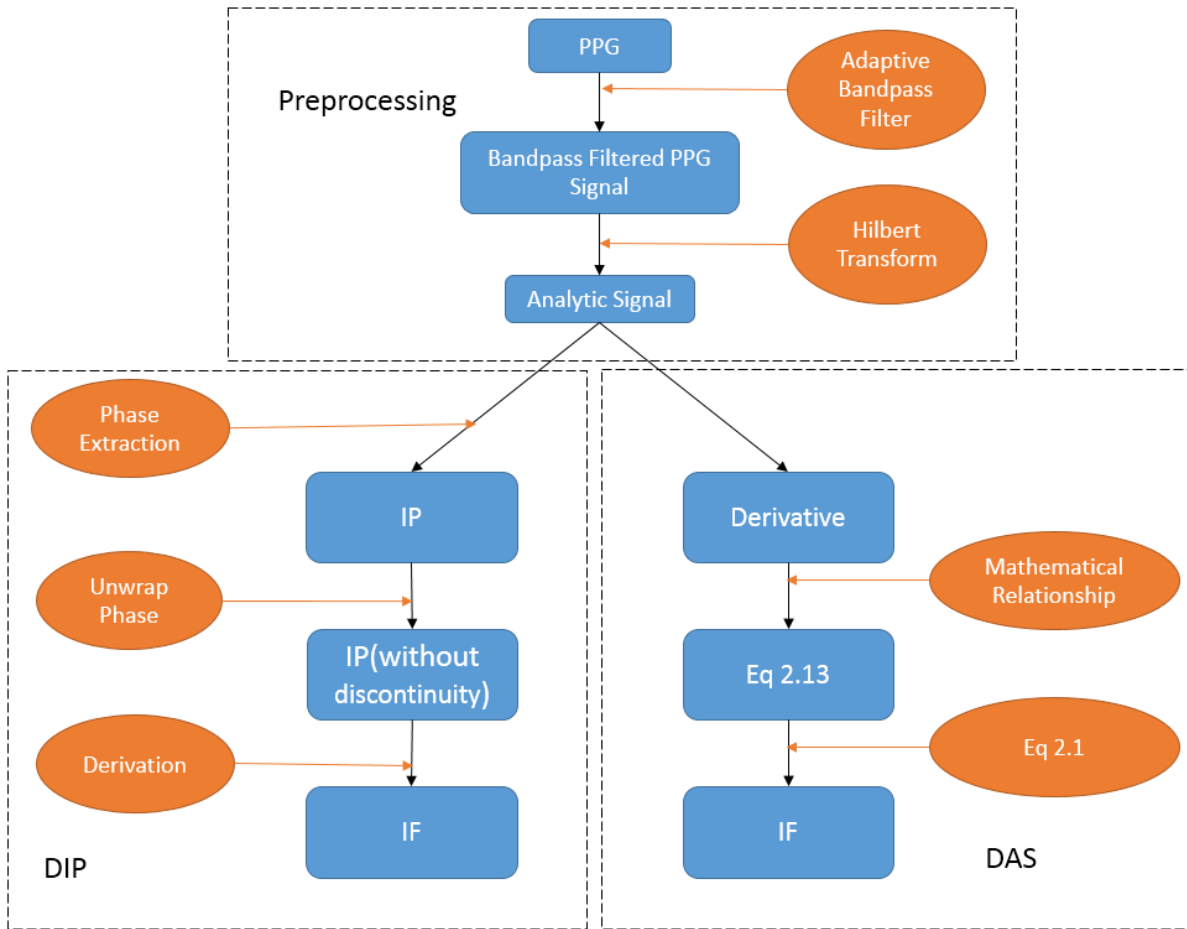 PPG
Adaptive
Bandpass
Filter
Preprocessing
Bandpass Filtered PPG
Signal
Hilbert
Transform
Analytic Signal
Phase
Extraction
IP
Unwrap
Phase
IP(without
discontinuity)
Derivation
IF
DIP
Derivative
Mathematical
Relationship
Eq 2.13
Eq 2.1
IF
DAS